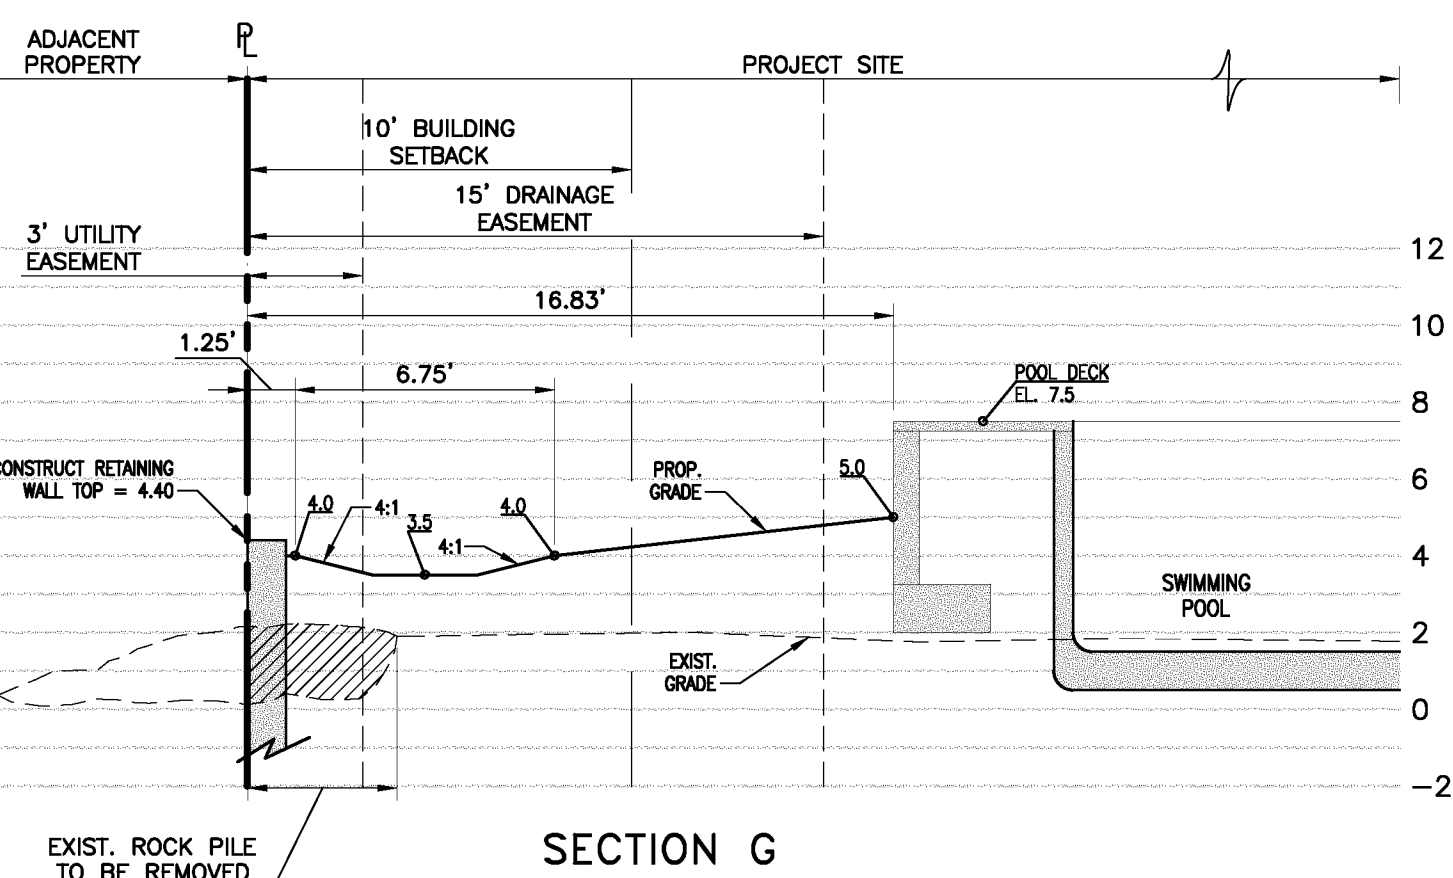 ADJACENT
PROPERTY
PL
PROJECT SITE
10' BUILDING
SETBACK
15' DRAINAGE
EASEMENT
3' UTILITY
EASEMENT
12
16.83'
10
1.25'
6.75'
POOL DECK
EL. 7.5
8
CONSTRUCT RETAINING
WALL TOP = 4.40
PROP.
GRADE
5.0
6
4.0
4:1
3.5
4.0
4:1
4
SWIMMING
POOL
2
EXIST.
GRADE
0
-2
EXIST. ROCK PILE
TO BE REMOVED
SECTION G